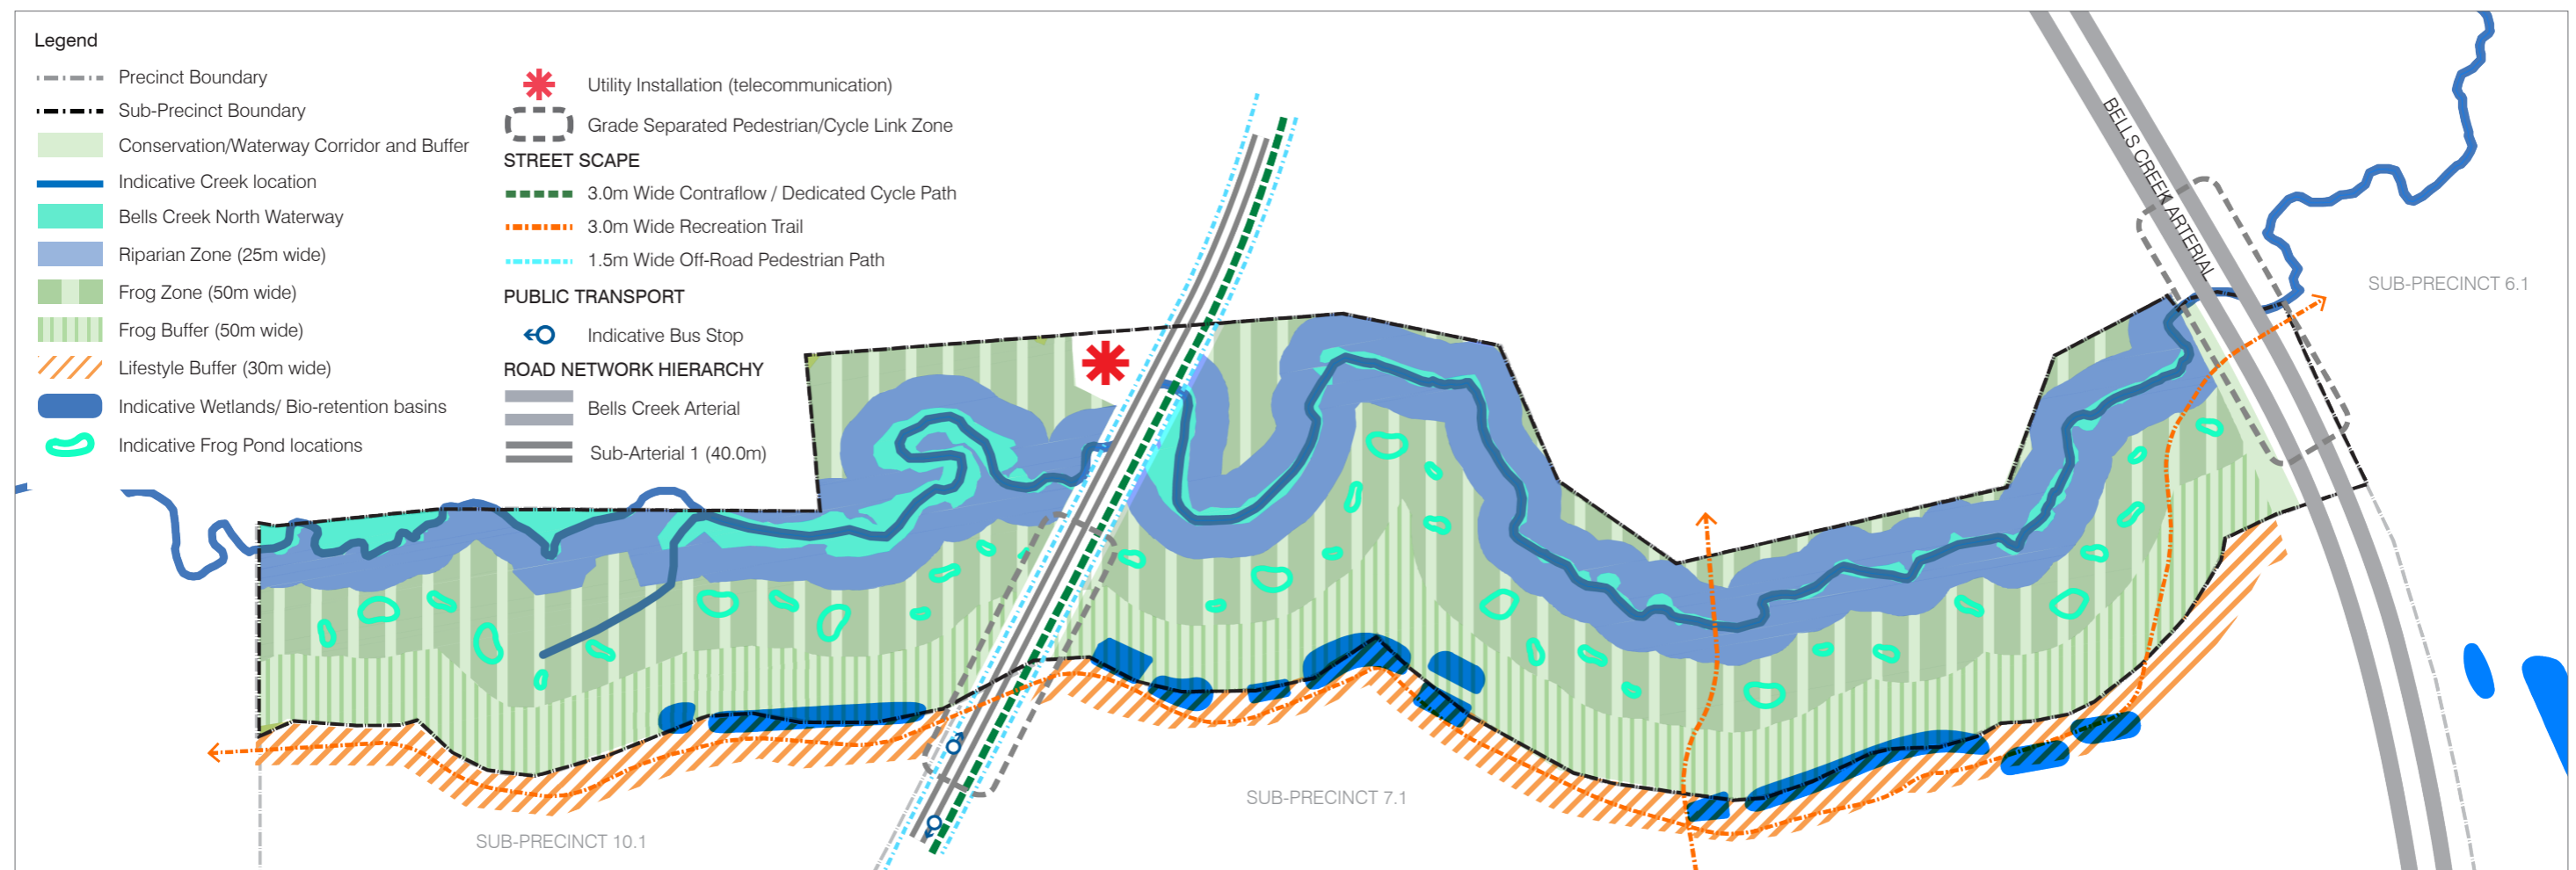 Legend
Precinct Boundary
Sub-Precinct Boundary
Conservation/Waterway Corridor and Buffer
Indicative Creek location
Bells Creek North Waterway
Riparian Zone (25m wide)
Frog Zone (50m wide)
Frog Buffer (50m wide)
Lifestyle Buffer (30m wide)
Indicative Wetlands/ Bio-retention basins
Indicative Frog Pond locations
Utility Installation (telecommunication)
Grade Separated Pedestrian/Cycle Link Zone
STREET SCAPE
3.0m Wide Contraflow / Dedicated Cycle Path
3.0m Wide Recreation Trail
1.5m Wide Off-Road Pedestrian Path
PUBLIC TRANSPORT
Indicative Bus Stop
ROAD NETWORK HIERARCHY
Bells Creek Arterial
Sub-Arterial 1 (40.0m)
BELLS CREEK ARTERIAL
SUB-PRECINCT 6.1
SUB-PRECINCT 7.1
SUB-PRECINCT 10.1